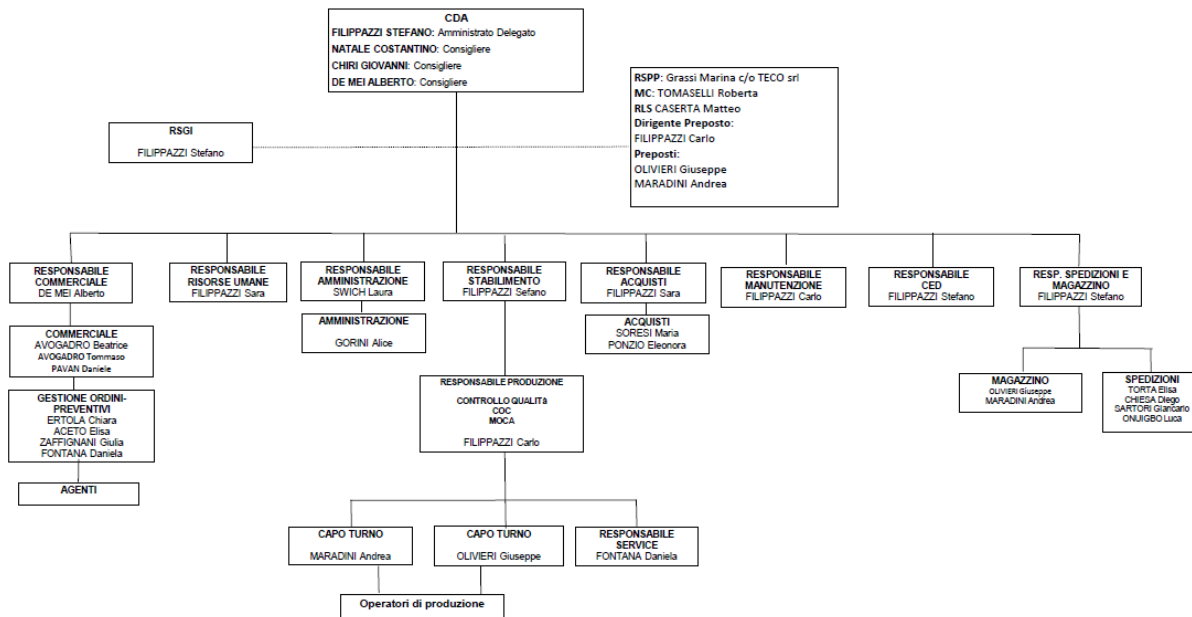 CDA
FILIPPAZZI STEFANO: Amministrato Delegato
NATALE COSTANTINO: Consigliere
CHIRI GIOVANNI: Consigliere
DE MEI ALBERTO: Consigliere
RSPP: Grassi Marina c/o TECO srl
MC: TOMASELLI Roberta
RLS CASERTA Matteo
Dirigente Preposto:
FILIPPAZZI Carlo
Preposti:
OLIVIERI Giuseppe
MARADINI Andrea
RSGI
FILIPPAZZI Stefano
RESPONSABILE
COMMERCIALE
DE MEI Alberto
RESPONSABILE
RISORSE UMANE
FILIPPAZZI Sara
RESPONSABILE
AMMINISTRAZIONE
SWICH Laura
RESPONSABILE
STABILIMENTO
FILIPPAZZI Sefano
RESPONSABILE
ACQUISTI
FILIPPAZZI Sara
RESPONSABILE
MANUTENZIONE
FILIPPAZZI Carlo
RESPONSABILE
CED
FILIPPAZZI Stefano
RESP. SPEDIZIONI E
MAGAZZINO
FILIPPAZZI Stefano
COMMERCIALE
AVOGADRO Beatrice
AVOGADRO Tommaso
PAVAN Daniele
AMMINISTRAZIONE
GORINI Alice
ACQUISTI
SORESI Maria
PONZIO Eleonora
GESTIONE ORDINI-
PREVENTIVI
ERTOLA Chiara
ACETO Elisa
ZAFFIGNANI Giulia
FONTANA Daniela
RESPONSABILE PRODUZIONE
CONTROLLO QUALITà
COC
MOCA
FILIPPAZZI Carlo
MAGAZZINO
OLIVIERI Giuseppe
MARADINI Andrea
SPEDIZIONI
TORTA Elisa
CHIESA Diego
SARTORI Giancarlo
ONUIGBO Luca
AGENTI
CAPO TURNO
MARADINI Andrea
CAPO TURNO
OLIVIERI Giuseppe
RESPONSABILE
SERVICE
FONTANA Daniela
Operatori di produzione